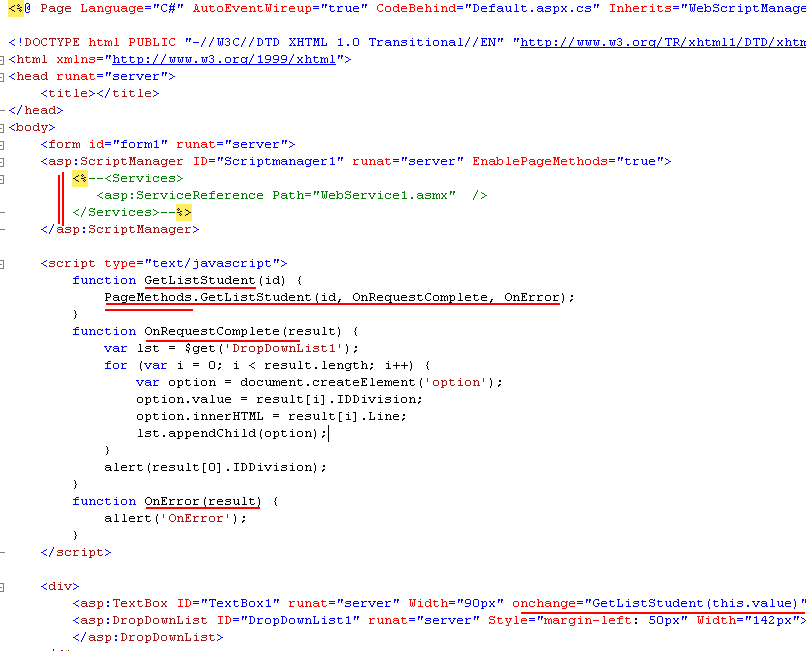 <%@ Page Language="C#" AutoEventWireup="true" CodeBehind="Default.aspx.cs" Inherits="WebScriptManage
<!DOCTYPE html PUBLIC "-//W3C//DTD XHTML 1.0 Transitional//EN" "http://www.w3.org/TR/xhtml1/DTD/xhtm
<html xmlns="http://www.w3.org/1999/xhtml">
<head runat="server">
    <title></title>
</head>
<body>
    <form id="form1" runat="server">
    <asp:ScriptManager ID="Scriptmanager1" runat="server" EnablePageMethods="true">
        <%--<Services>
           <asp:ServiceReference Path="WebService1.asmx"  />
        </Services>--%>
    </asp:ScriptManager>
    <script type="text/javascript">
        function GetListStudent(id) {
            PageMethods.GetListStudent(id, OnRequestComplete, OnError);
        }
        function OnRequestComplete(result) {
            var lst = $get('DropDownList1');
            for (var i = 0; i < result.length; i++) {
                var option = document.createElement('option');
                option.value = result[i].IDDivision;
                option.innerHTML = result[i].Line;
                lst.appendChild(option);
            }
            alert(result[0].IDDivision);
        }
        function OnError(result) {
            allert('OnError');
        }
    </script>
    <div>
        <asp:TextBox ID="TextBox1" runat="server" Width="90px" onchange="GetListStudent(this.value)"
        <asp:DropDownList ID="DropDownList1" runat="server" Style="margin-left: 50px" Width="142px">
        </asp:DropDownList>